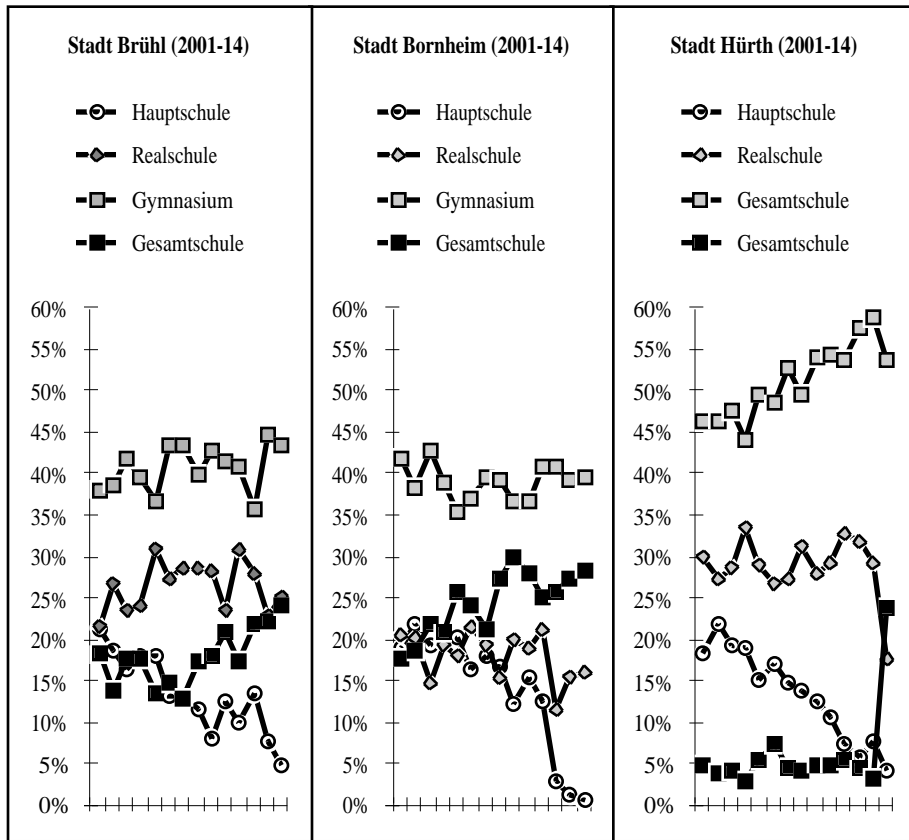 Stadt Brühl (2001-14)
Hauptschule
Realschule
Gymnasium
Gesamtschule
60%
55%
50%
45%
40%
35%
30%
25%
20%
15%
10%
5%
0%
Stadt Bornheim (2001-14)
Hauptschule
Realschule
Gymnasium
Gesamtschule
60%
55%
50%
45%
40%
35%
30%
25%
20%
15%
10%
5%
0%
Stadt Hürth (2001-14)
Hauptschule
Realschule
Gesamtschule
Gesamtschule
60%
55%
50%
45%
40%
35%
30%
25%
20%
15%
10%
5%
0%